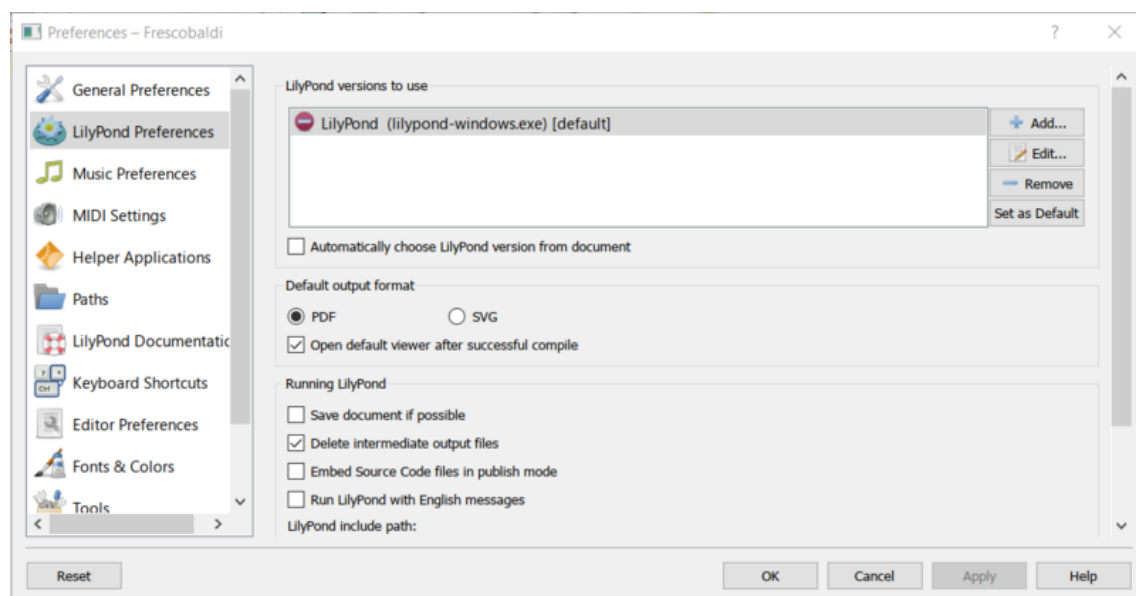 Preferences – Frescobaldi
General Preferences
LilyPond Preferences
Music Preferences
MIDI Settings
Helper Applications
Paths
LilyPond Documentatic
Keyboard Shortcuts
Editor Preferences
Fonts & Colors
Tools
LilyPond versions to use
LilyPond (lilypond-windows.exe) [default]
Add...
Edit...
Remove
Set as Default
Automatically choose LilyPond version from document
Default output format
PDF SVG
Open default viewer after successful compile
Running LilyPond
Save document if possible
Delete intermediate output files
Embed Source Code files in publish mode
Run LilyPond with English messages
LilyPond include path:
Reset OK Cancel Apply Help